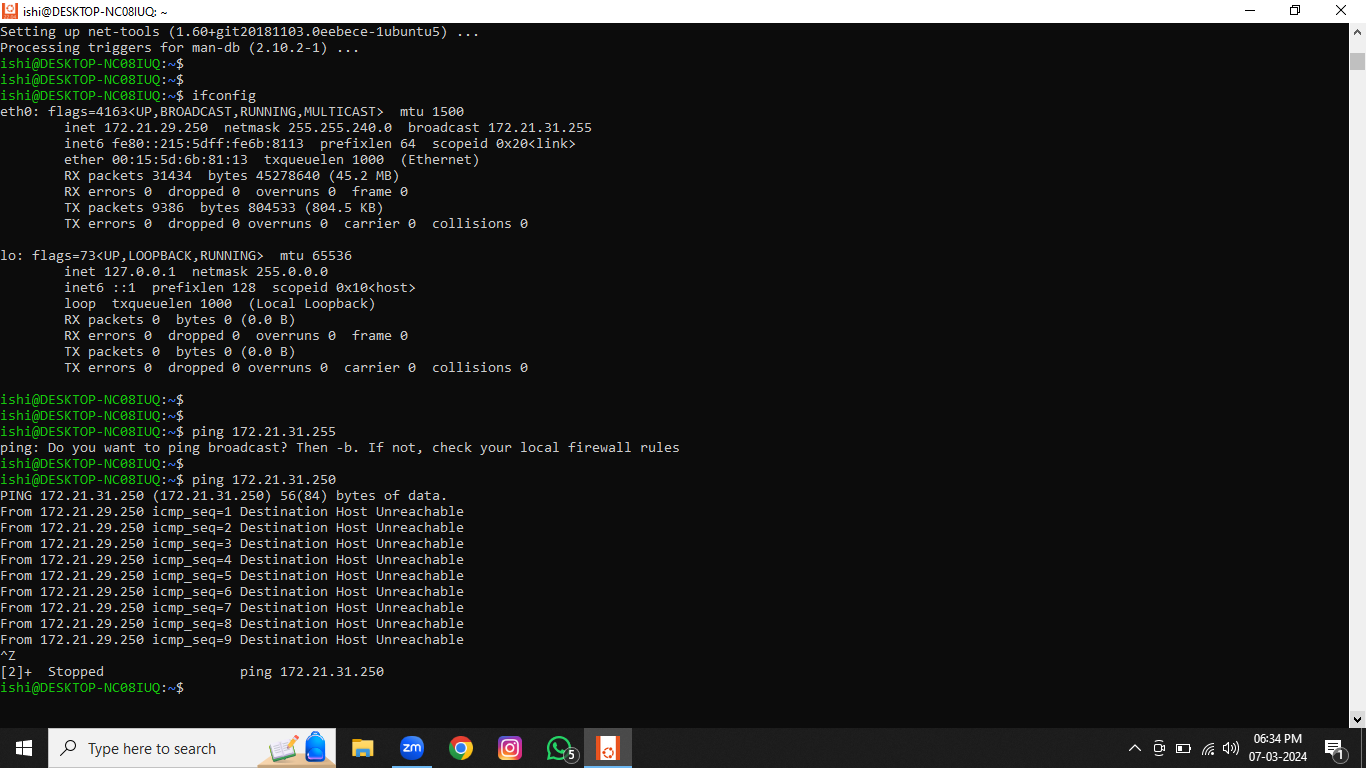 ishi@DESKTOP-NC08IUQ: ~
Setting up net-tools (1.60+git20181103.0eebece-1ubuntu5) ...
Processing triggers for man-db (2.10.2-1) ...
ishi@DESKTOP-NC08IUQ:~$
ishi@DESKTOP-NC08IUQ:~$
ishi@DESKTOP-NC08IUQ:~$ ifconfig
eth0: flags=4163<UP,BROADCAST,RUNNING,MULTICAST>  mtu 1500
        inet 172.21.29.250  netmask 255.255.240.0  broadcast 172.21.31.255
        inet6 fe80::215:5dff:fe6b:8113  prefixlen 64  scopeid 0x20<link>
        ether 00:15:5d:6b:81:13  txqueuelen 1000  (Ethernet)
        RX packets 31434  bytes 45278640 (45.2 MB)
        RX errors 0  dropped 0  overruns 0  frame 0
        TX packets 9386  bytes 804533 (804.5 KB)
        TX errors 0  dropped 0 overruns 0  carrier 0  collisions 0
lo: flags=73<UP,LOOPBACK,RUNNING>  mtu 65536
        inet 127.0.0.1  netmask 255.0.0.0
        inet6 ::1  prefixlen 128  scopeid 0x10<host>
        loop  txqueuelen 1000  (Local Loopback)
        RX packets 0  bytes 0 (0.0 B)
        RX errors 0  dropped 0  overruns 0  frame 0
        TX packets 0  bytes 0 (0.0 B)
        TX errors 0  dropped 0 overruns 0  carrier 0  collisions 0
ishi@DESKTOP-NC08IUQ:~$
ishi@DESKTOP-NC08IUQ:~$
ishi@DESKTOP-NC08IUQ:~$ ping 172.21.31.255
ping: Do you want to ping broadcast? Then -b. If not, check your local firewall rules
ishi@DESKTOP-NC08IUQ:~$
ishi@DESKTOP-NC08IUQ:~$ ping 172.21.31.250
PING 172.21.31.250 (172.21.31.250) 56(84) bytes of data.
From 172.21.29.250 icmp_seq=1 Destination Host Unreachable
From 172.21.29.250 icmp_seq=2 Destination Host Unreachable
From 172.21.29.250 icmp_seq=3 Destination Host Unreachable
From 172.21.29.250 icmp_seq=4 Destination Host Unreachable
From 172.21.29.250 icmp_seq=5 Destination Host Unreachable
From 172.21.29.250 icmp_seq=6 Destination Host Unreachable
From 172.21.29.250 icmp_seq=7 Destination Host Unreachable
From 172.21.29.250 icmp_seq=8 Destination Host Unreachable
From 172.21.29.250 icmp_seq=9 Destination Host Unreachable
^Z
[2]+  Stopped                 ping 172.21.31.250
ishi@DESKTOP-NC08IUQ:~$
Type here to search
zm
5
06:34 PM
07-03-2024
1